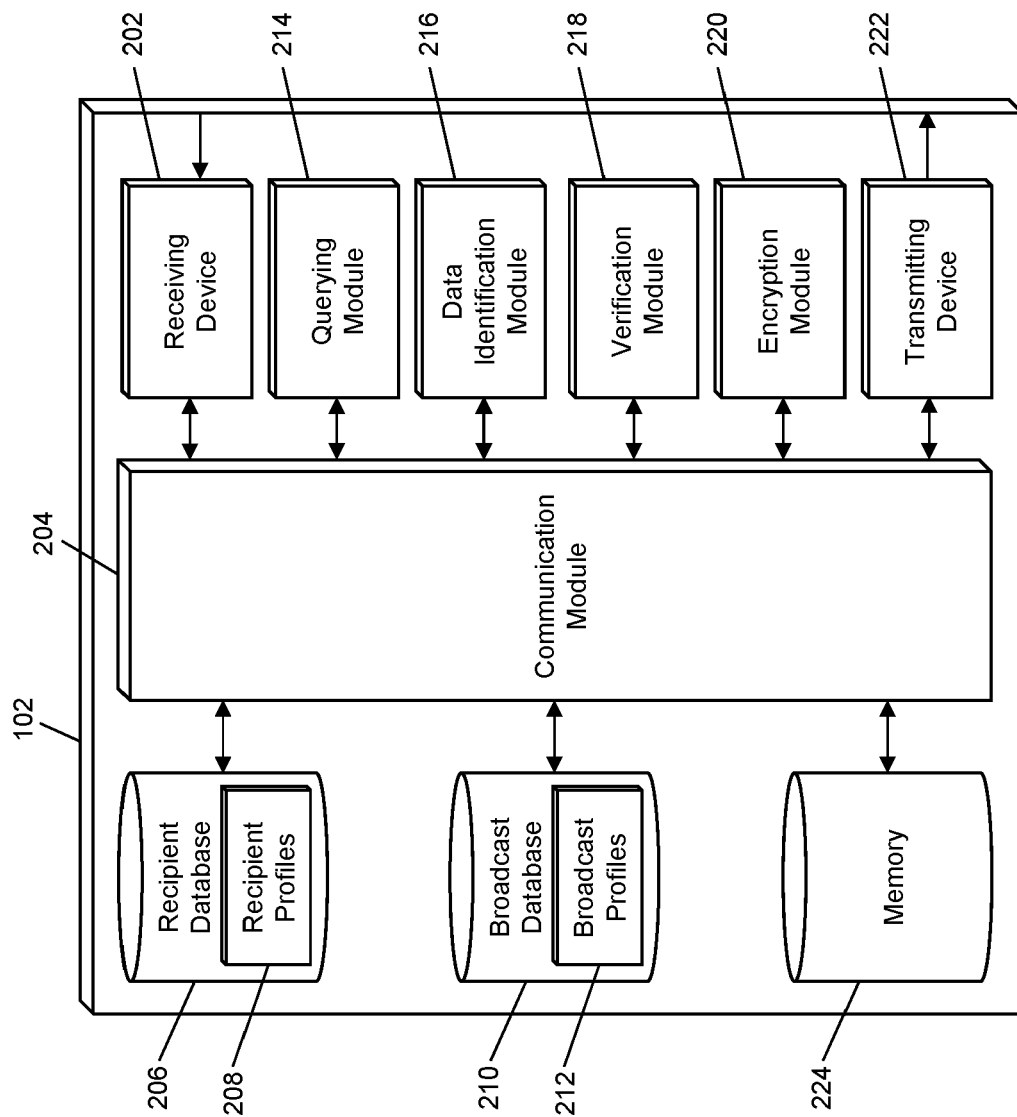 102
204
202
214
216
218
220
222
206
208
210
212
224
Recipient
Database
Recipient
Profiles
Broadcast
Database
Broadcast
Profiles
Memory
Communication
Module
Receiving
Device
Querying
Module
Data
Identification
Module
Verification
Module
Encryption
Module
Transmitting
Device